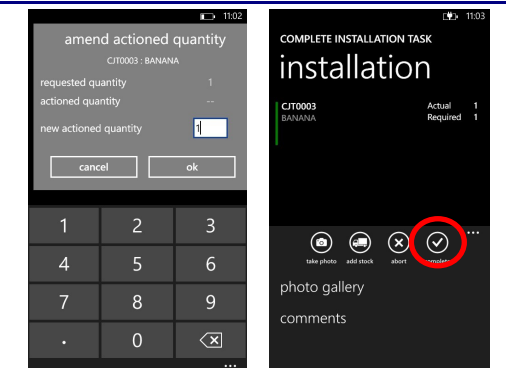 11:02
amend actioned quantity
CJT0003 : BANANA
requested quantity 1
actioned quantity --
new actioned quantity 1
cancel ok
1 2 3
4 5 6
7 8 9
. 0
...
11:03
COMPLETE INSTALLATION TASK
installation
CJT0003 Actual 1
BANANA Required 1
...
take photo add stock abort complete
photo gallery
comments